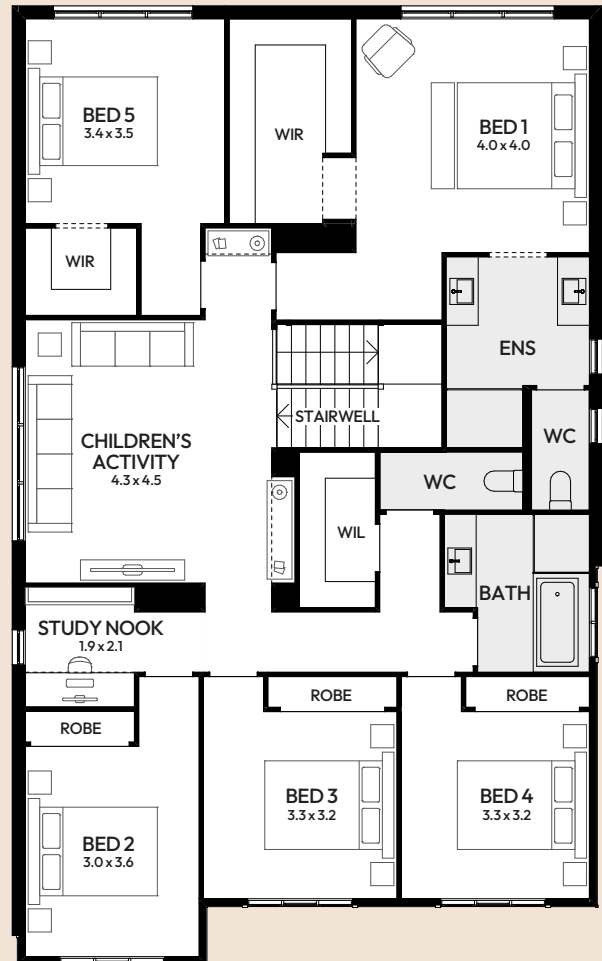 BED 5
3.4 x 3.5
WIR
BED 1
4.0 x 4.0
WIR
ENS
STAIRWELL
WC
CHILDREN'S
ACTIVITY
4.3 x 4.5
WC
WIL
BATH
STUDY NOOK
1.9 x 2.1
ROBE
ROBE
ROBE
BED 3
3.3 x 3.2
BED 4
3.3 x 3.2
BED 2
3.0 x 3.6